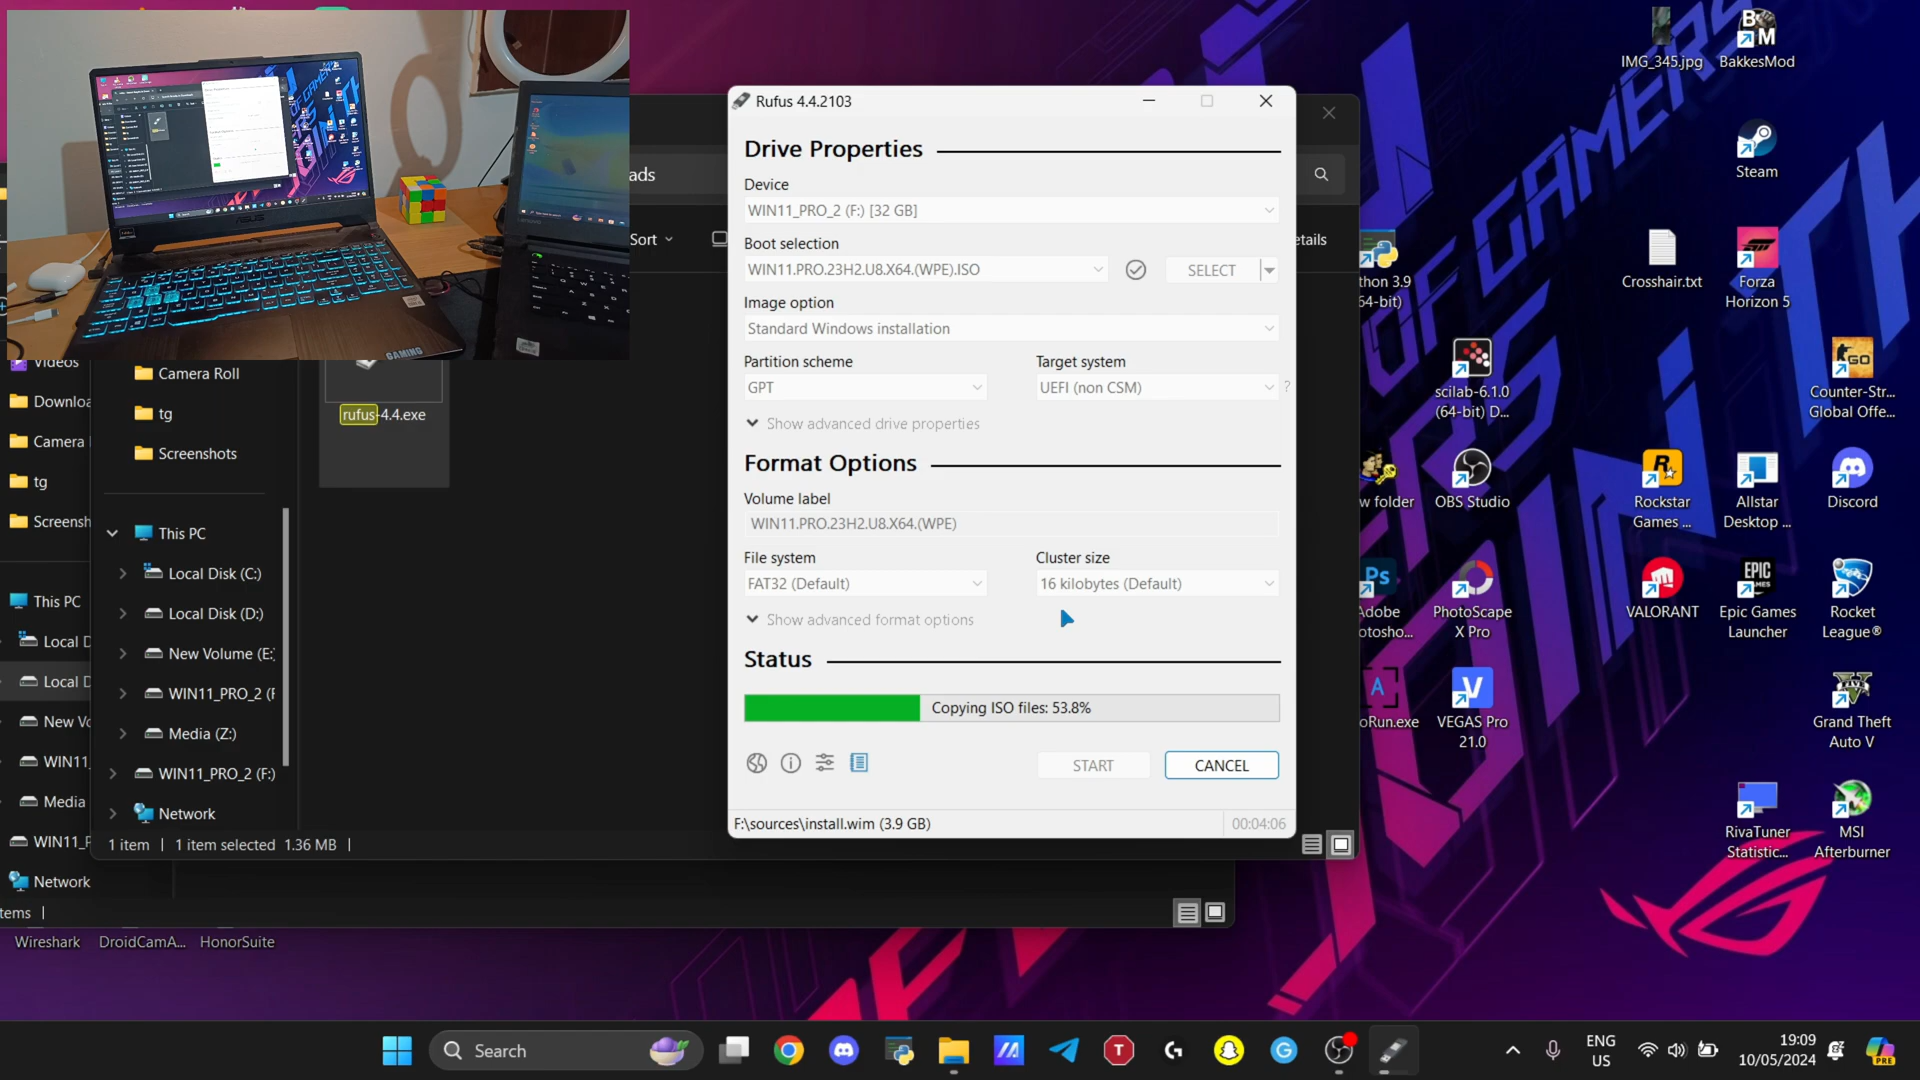 Rufus 4.4.2103
Drive Properties
Device
WIN11_PRO_2 (F:) [32 GB]
Boot selection
WIN11.PRO.23H2.U8.X64.(WPE).ISO
SELECT
Image option
Standard Windows installation
Partition scheme
Target system
GPT
UEFI (non CSM)
?
Show advanced drive properties
Format Options
Volume label
WIN11.PRO.23H2.U8.X64.(WPE)
File system
Cluster size
FAT32 (Default)
16 kilobytes (Default)
Show advanced format options
Status
Copying ISO files: 53.8%
START
CANCEL
F:\sources\install.wim (3.9 GB)
00:04:06
ads
Sort
etails
Camera Roll
tg
Screenshots
This PC
Local Disk (C:)
Local Disk (D:)
New Volume (E:
WIN11_PRO_2 (F
Media (Z:)
WIN11_PRO_2 (F:)
Network
rufus-4.4.exe
1 item
1 item selected 1.36 MB
Videos
Downloa
Camera
tg
Screensh
This PC
Local D
Local D
New Vo
WIN11_
Media
WIN11_P
Network
tems
Wireshark
DroidCamA...
HonorSuite
ASUS
GAMING
IMG_345.jpg
BakkesMod
Steam
thon 3.9
64-bit)
Crosshair.txt
Forza
Horizon 5
scilab-6.1.0
(64-bit) D...
Counter-Str...
Global Offe...
w folder
OBS Studio
Rockstar
Games ...
Allstar
Desktop ...
Discord
Adobe
otosho...
PhotoScape
X Pro
VALORANT
Epic Games
Launcher
Rocket
League®
oRun.exe
VEGAS Pro
21.0
Grand Theft
Auto V
RivaTuner
Statistic...
MSI
Afterburner
OF GAMERS
Search
ENG
US
19:09
10/05/2024
PRE